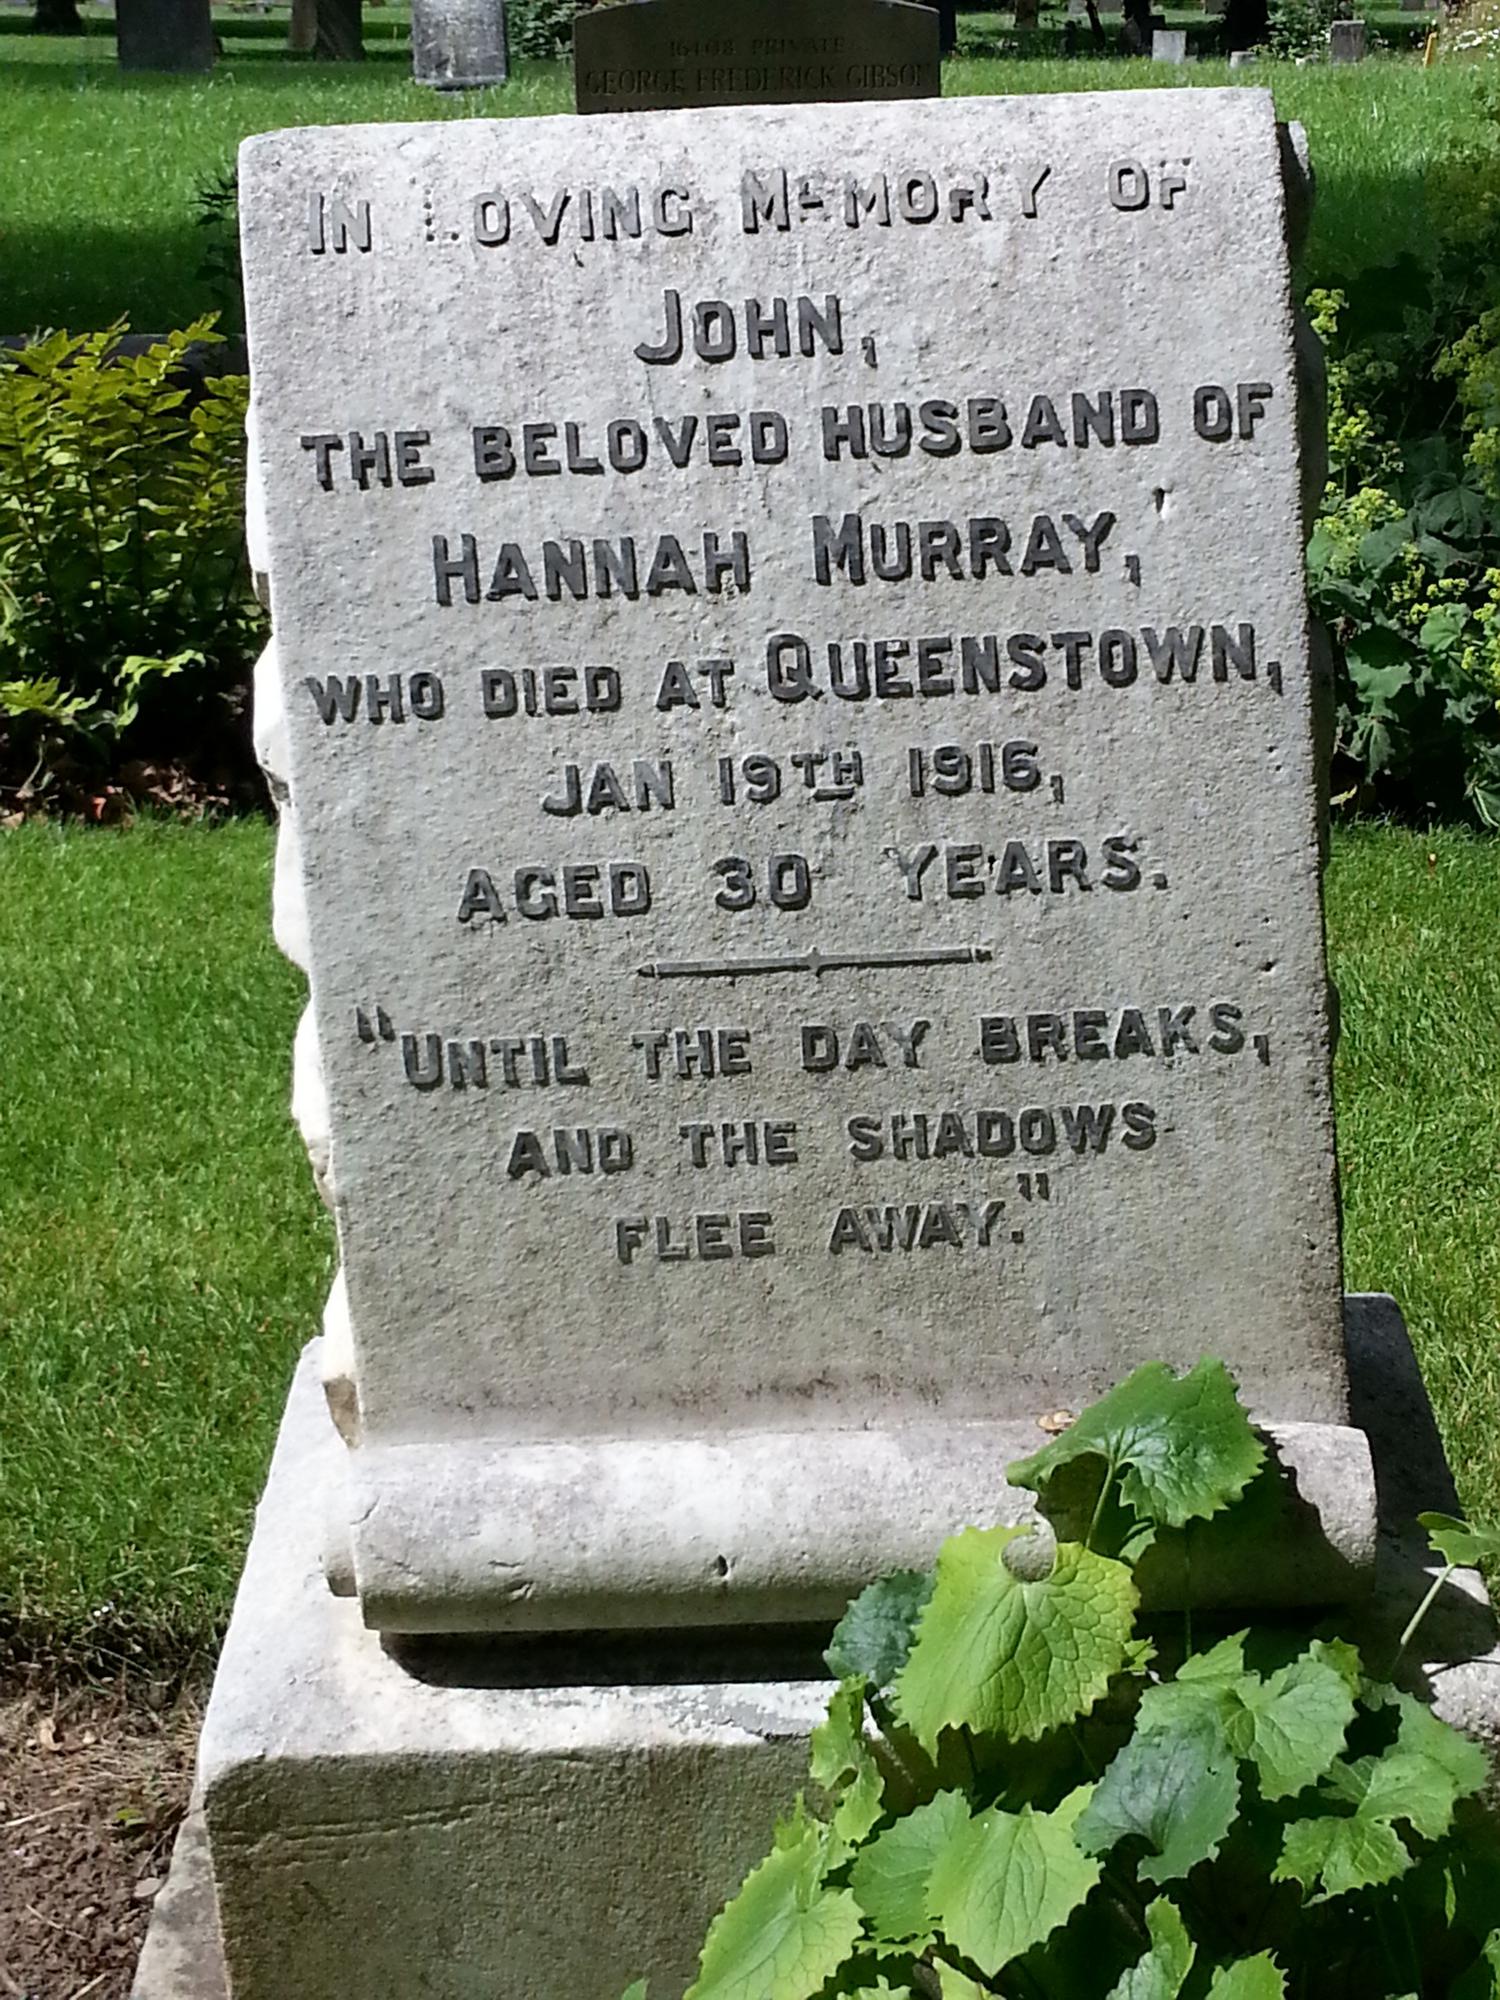 16408 PRIVATE
GEORGE FREDERICK GIBSON
IN LOVING MEMORY OF
JOHN,
THE BELOVED HUSBAND OF
HANNAH MURRAY,
WHO DIED AT QUEENSTOWN,
JAN 19TH 1916,
AGED 30 YEARS.
"UNTIL THE DAY BREAKS,
AND THE SHADOWS
FLEE AWAY."